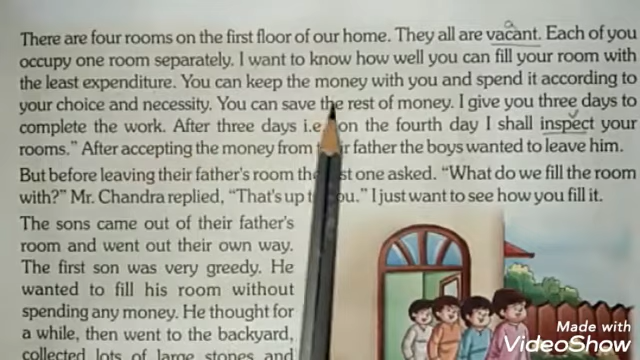 There are four rooms on the first floor of our home. They all are vacant. Each of you
occupy one room separately. I want to know how well you can fill your room with
the least expenditure. You can keep the money with you and spend it according to
your choice and necessity. You can save the rest of money. I give you three days to
complete the work. After three days i.e. on the fourth day I shall inspect your
rooms." After accepting the money from their father the boys wanted to leave him.
But before leaving their father's room the st one asked. "What do we fill the room
with?" Mr. Chandra replied, "That's up to you." I just want to see how you fill it.
The sons came out of their father's
room and went out their own way.
The first son was very greedy. He
wanted to fill his room without
spending any money. He thought for
a while, then went to the backyard,
collected lots of large stones and
Made with
VideoShow